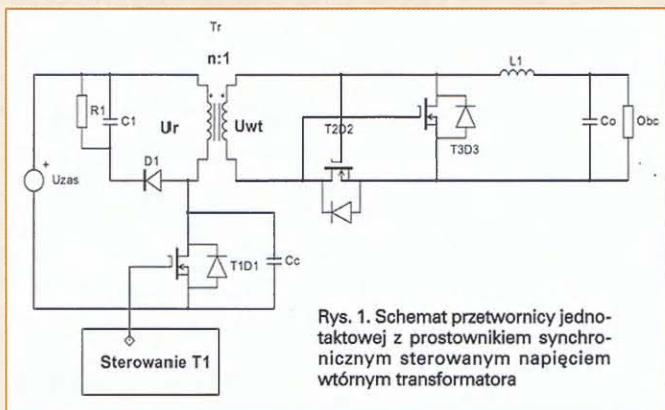 Tr
n:1
L1
R1
C1
Ur
Uwt
T2D2
T3D3
Co
Obc
D1
+
Uzas
T1D1
Cc
Sterowanie T1
Rys. 1. Schemat przetwornicy jedno-
taktowej z prostownikiem synchro-
nicznym sterowanym napięciem
wtórnym transformatora